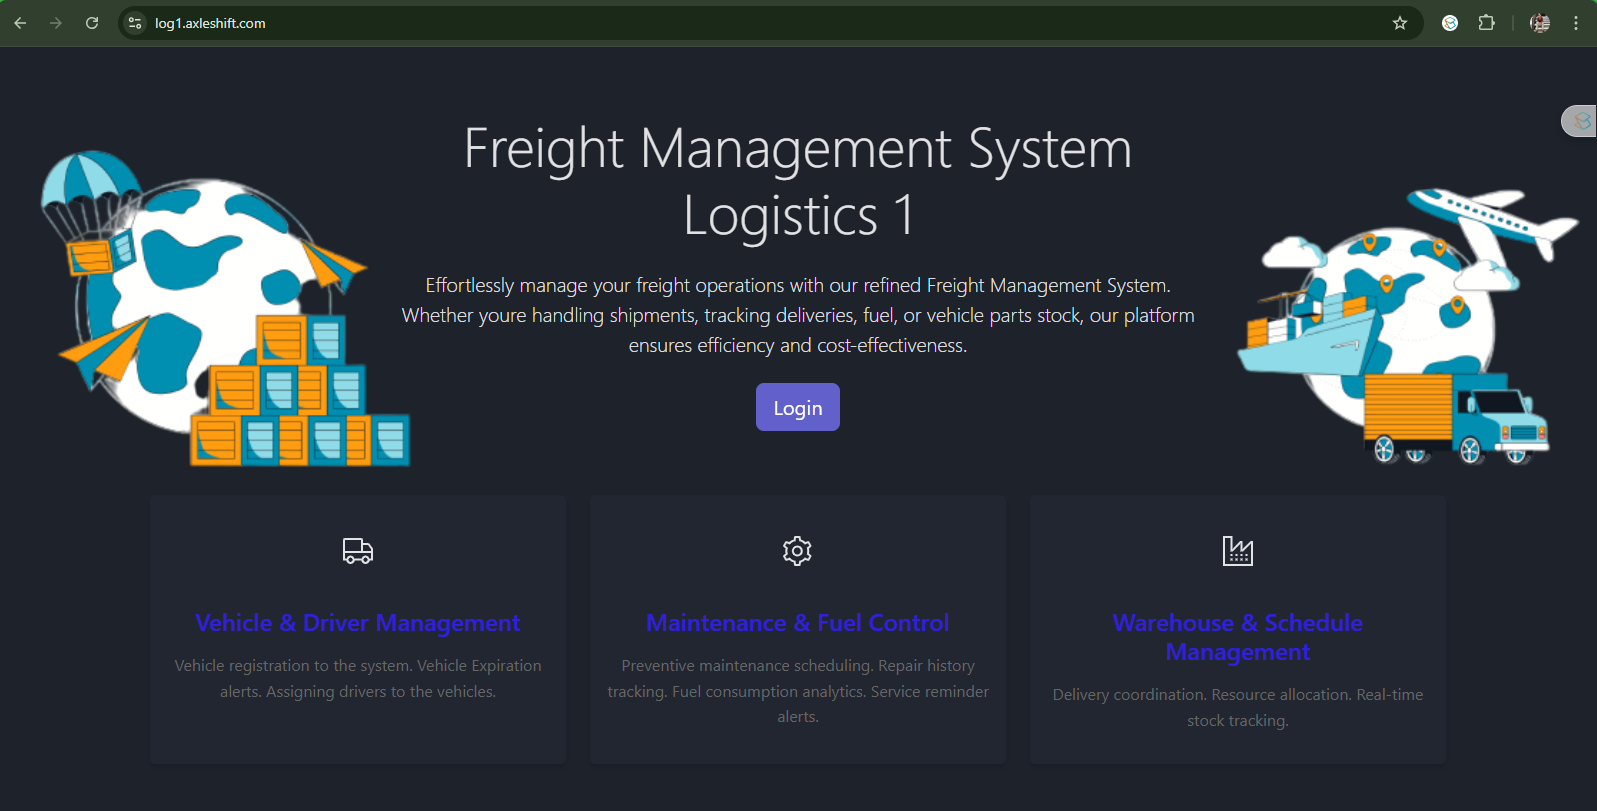 log1.axleshift.com
Freight Management System
Logistics 1
Effortlessly manage your freight operations with our refined Freight Management System.
Whether youre handling shipments, tracking deliveries, fuel, or vehicle parts stock, our platform
ensures efficiency and cost-effectiveness.
Login
Vehicle & Driver Management
Vehicle registration to the system. Vehicle Expiration
alerts. Assigning drivers to the vehicles.
Maintenance & Fuel Control
Preventive maintenance scheduling. Repair history
tracking. Fuel consumption analytics. Service reminder
alerts.
Warehouse & Schedule
Management
Delivery coordination. Resource allocation. Real-time
stock tracking.